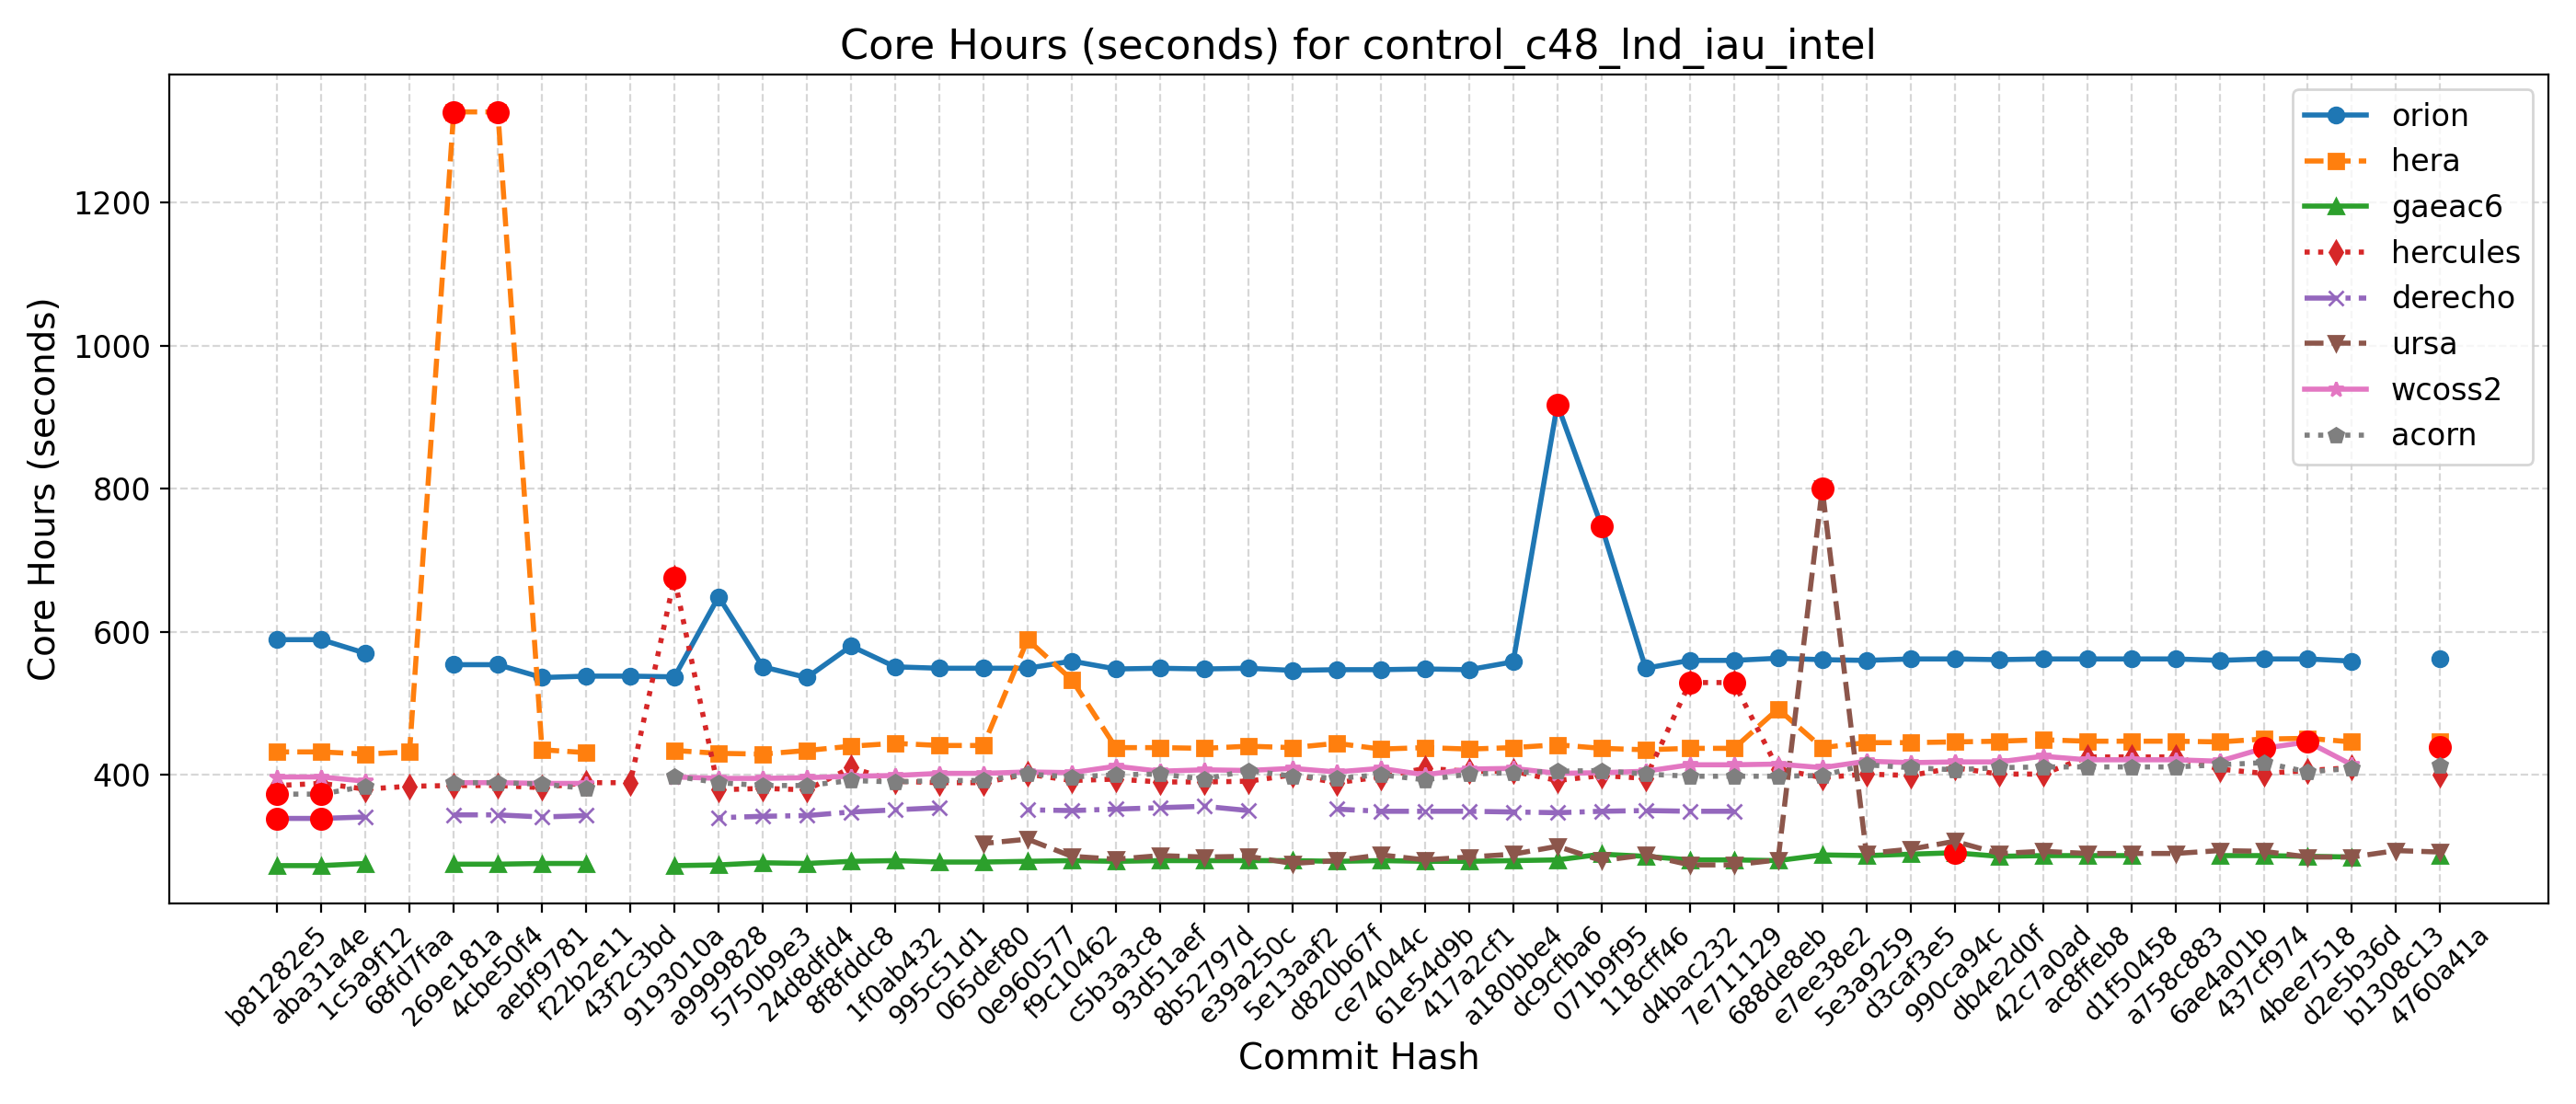 Core Hours (seconds) for control_c48_lnd_iau_intel
Core Hours (seconds)
1200
1000
800
600
400
orion
hera
gaeac6
hercules
derecho
ursa
wcoss2
acorn
b81282e5
aba31a4e
1c5a9f12
68fd7faa
269e181a
4cbe50f4
aebf9781
f22b2e11
43f2c3bd
9193010a
a9999828
5750b9e3
24d8dfd4
8f8fddc8
1f0ab432
995c51d1
065def80
0e960577
f9c10462
c5b3a3c8
93d51aef
8b52797d
e39a250c
5e13aaf2
d820b67f
ce74044c
61e54d9b
417a2cf1
a180bbe4
dc9cfba6
071b9f95
118cff46
d4bac232
7e711129
688de8eb
e7ee38e2
5e3a9259
d3caf3e5
990ca94c
db4e2d0f
42c7a0ad
ac8ffeb8
d1f50458
a758c883
6ae4a01b
437cf974
4bee7518
d2e5b36d
b1308c13
4760a41a
Commit Hash